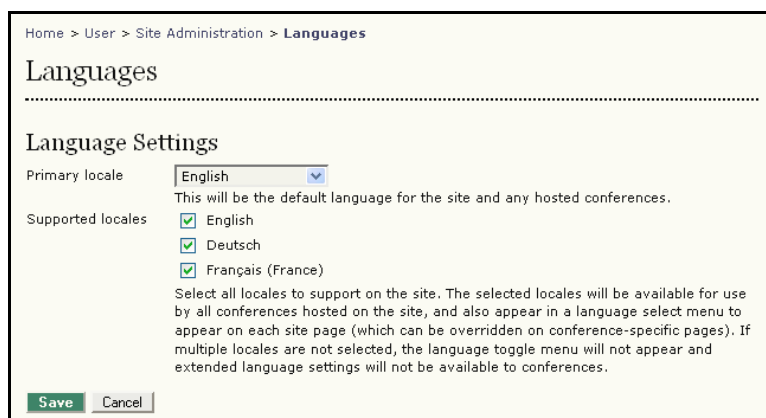 Home > User > Site Administration > Languages
Languages
Language Settings
Primary locale English
This will be the default language for the site and any hosted conferences.
Supported locales English
Deutsch
Français (France)
Select all locales to support on the site. The selected locales will be available for use
by all conferences hosted on the site, and also appear in a language select menu to
appear on each site page (which can be overridden on conference-specific pages). If
multiple locales are not selected, the language toggle menu will not appear and
extended language settings will not be available to conferences.
Save Cancel